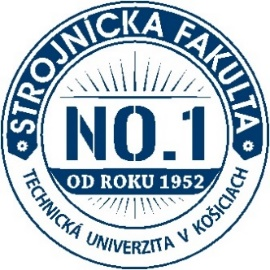 STROJNÍCKA FAKULTA
NO.1
OD ROKU 1952
TECHNICKÁ UNIVERZITA V KOŠICIACH